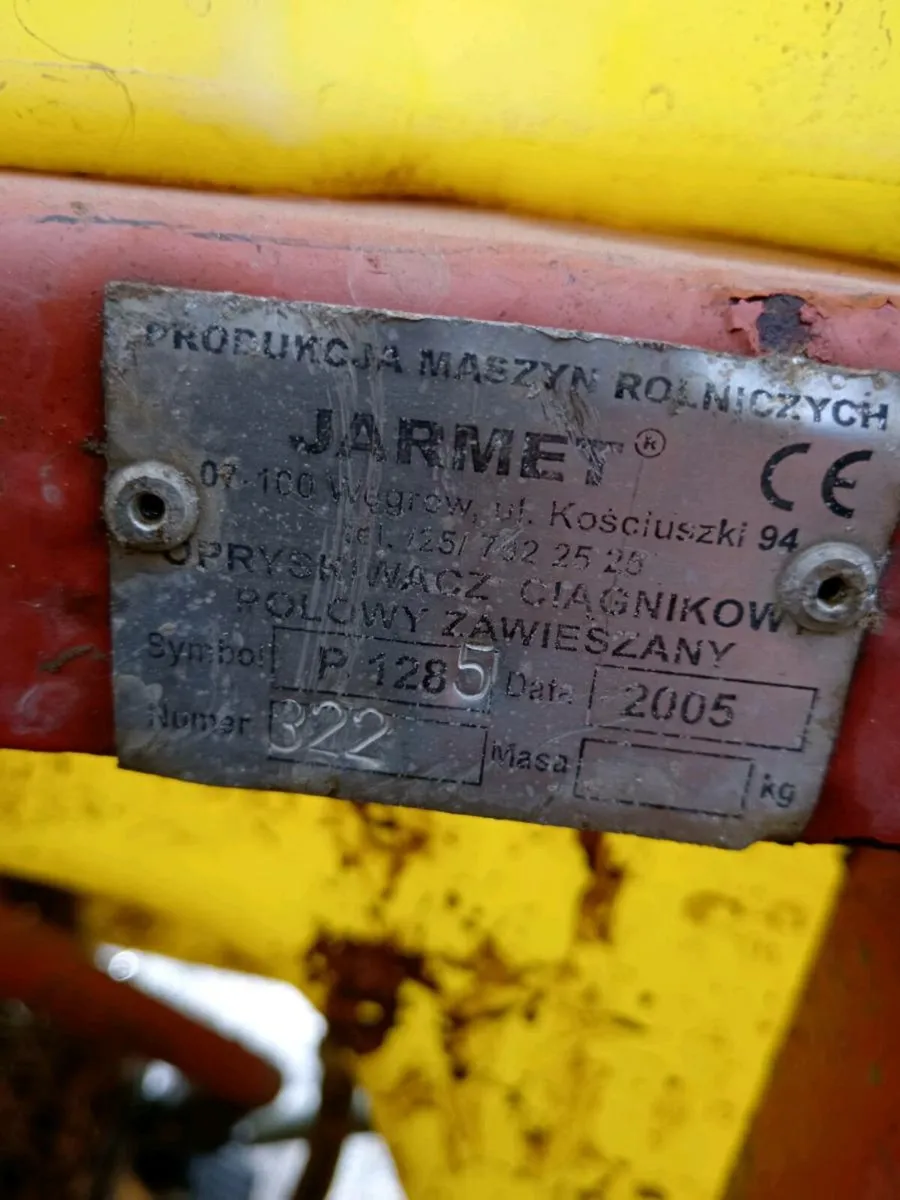 PRODUKCJA MASZYN ROLNICZYCH
JARMET ®
CE
07-100 Węgrów, ul. Kościuszki 94
tel. /25/ 792 25 28
OPRYSKIWACZ CIĄGNIKOWY
POLOWY ZAWIESZANY
Symbol P 1285 Data 2005
Numer 322 Masa kg